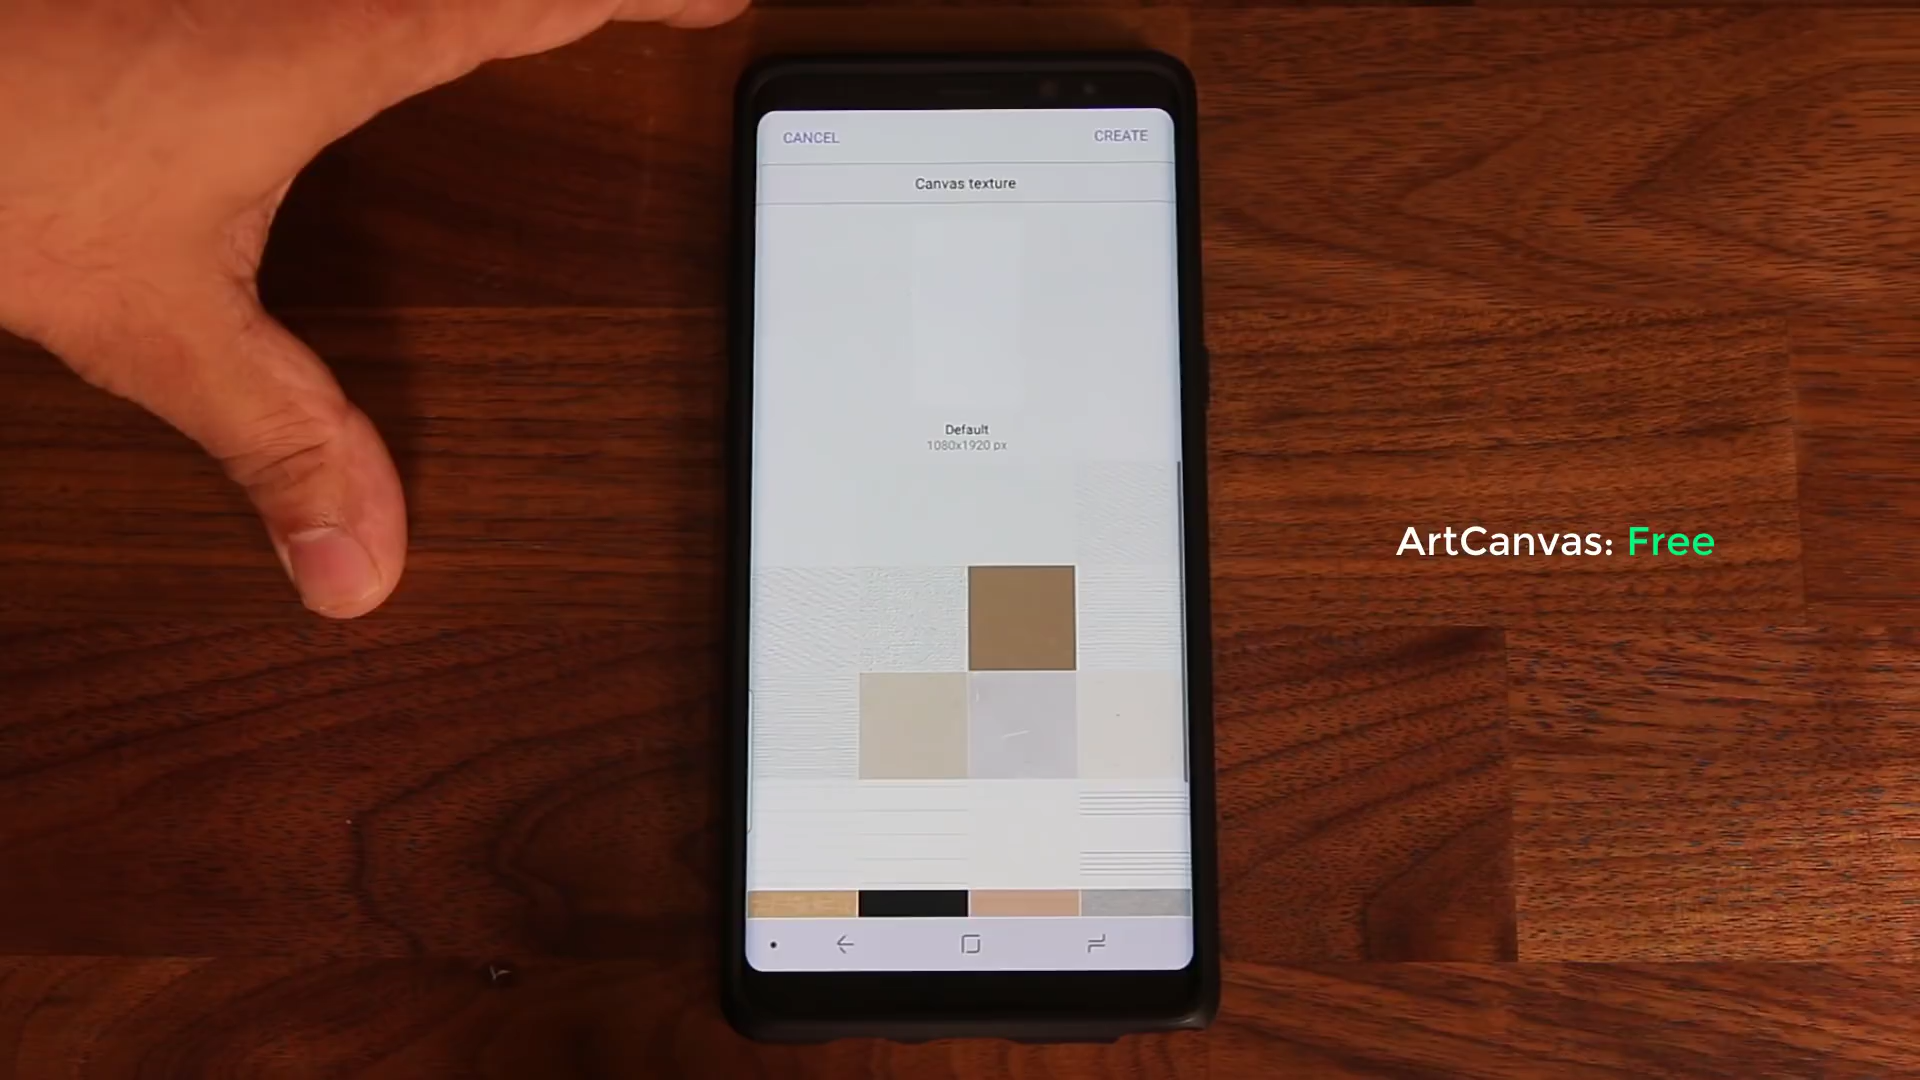 CANCEL
CREATE
Canvas texture
Default
1080x1920 px
ArtCanvas: Free